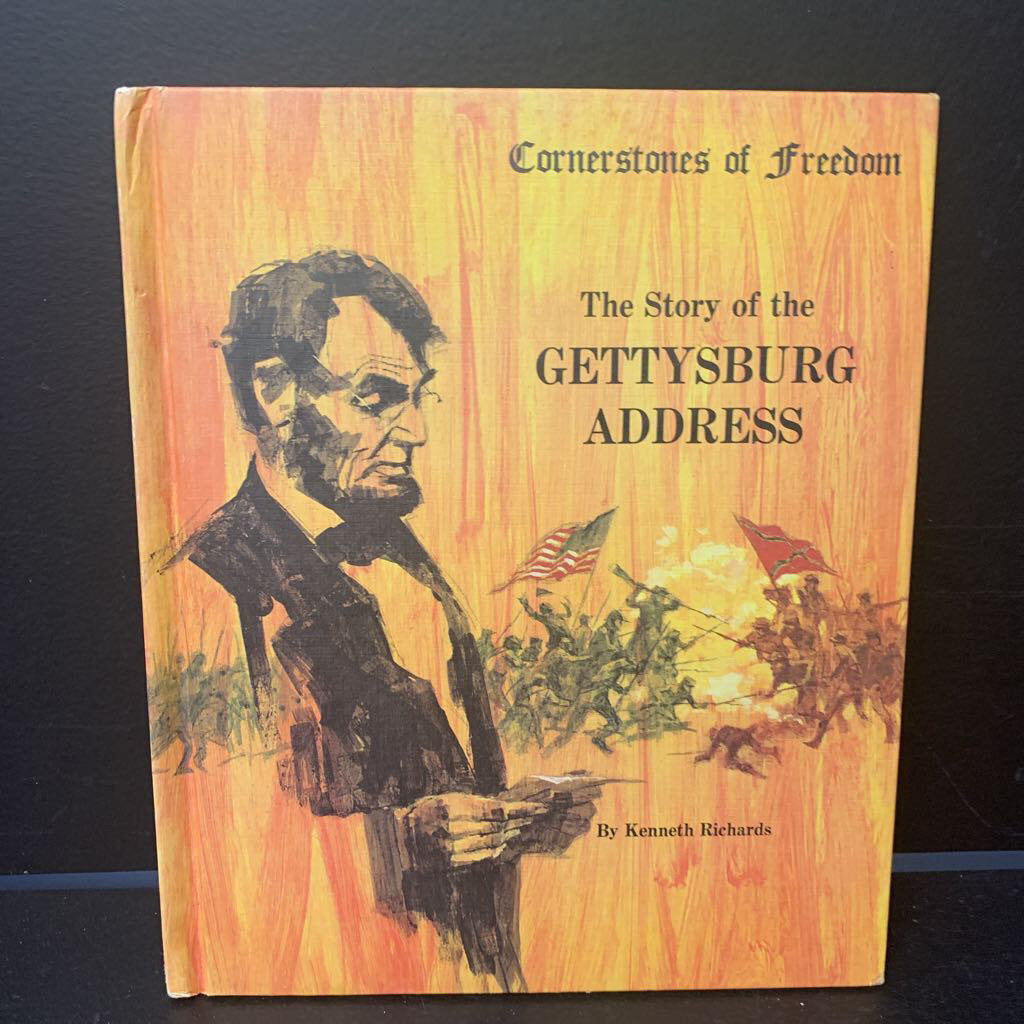 Cornerstones of Freedom
The Story of the
GETTYSBURG
ADDRESS
By Kenneth Richards